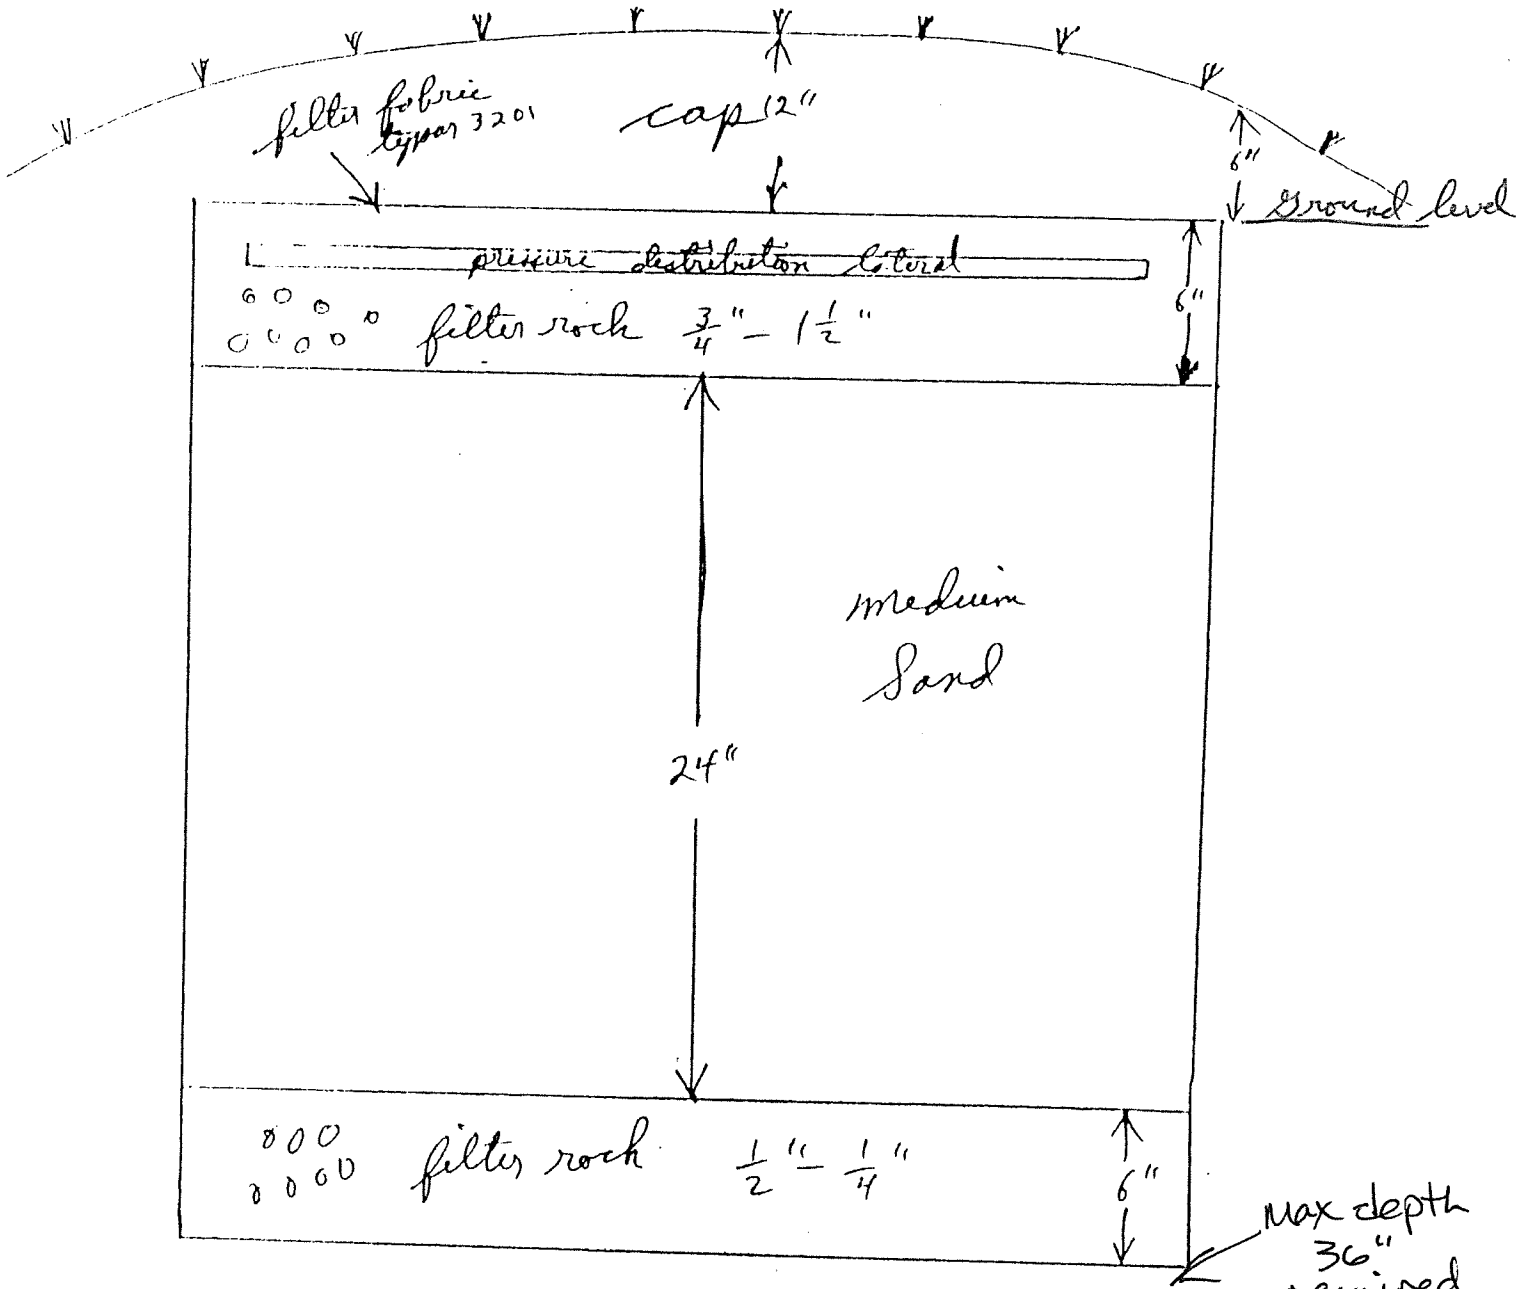 filter fabric
typar 3201
cap 12"
6"
Ground level
pressure distribution lateral
6"
filter rock 3/4" - 1 1/2"
medium
Sand
24"
filter rock 1/2" - 1/4"
6"
Max depth
36"
required